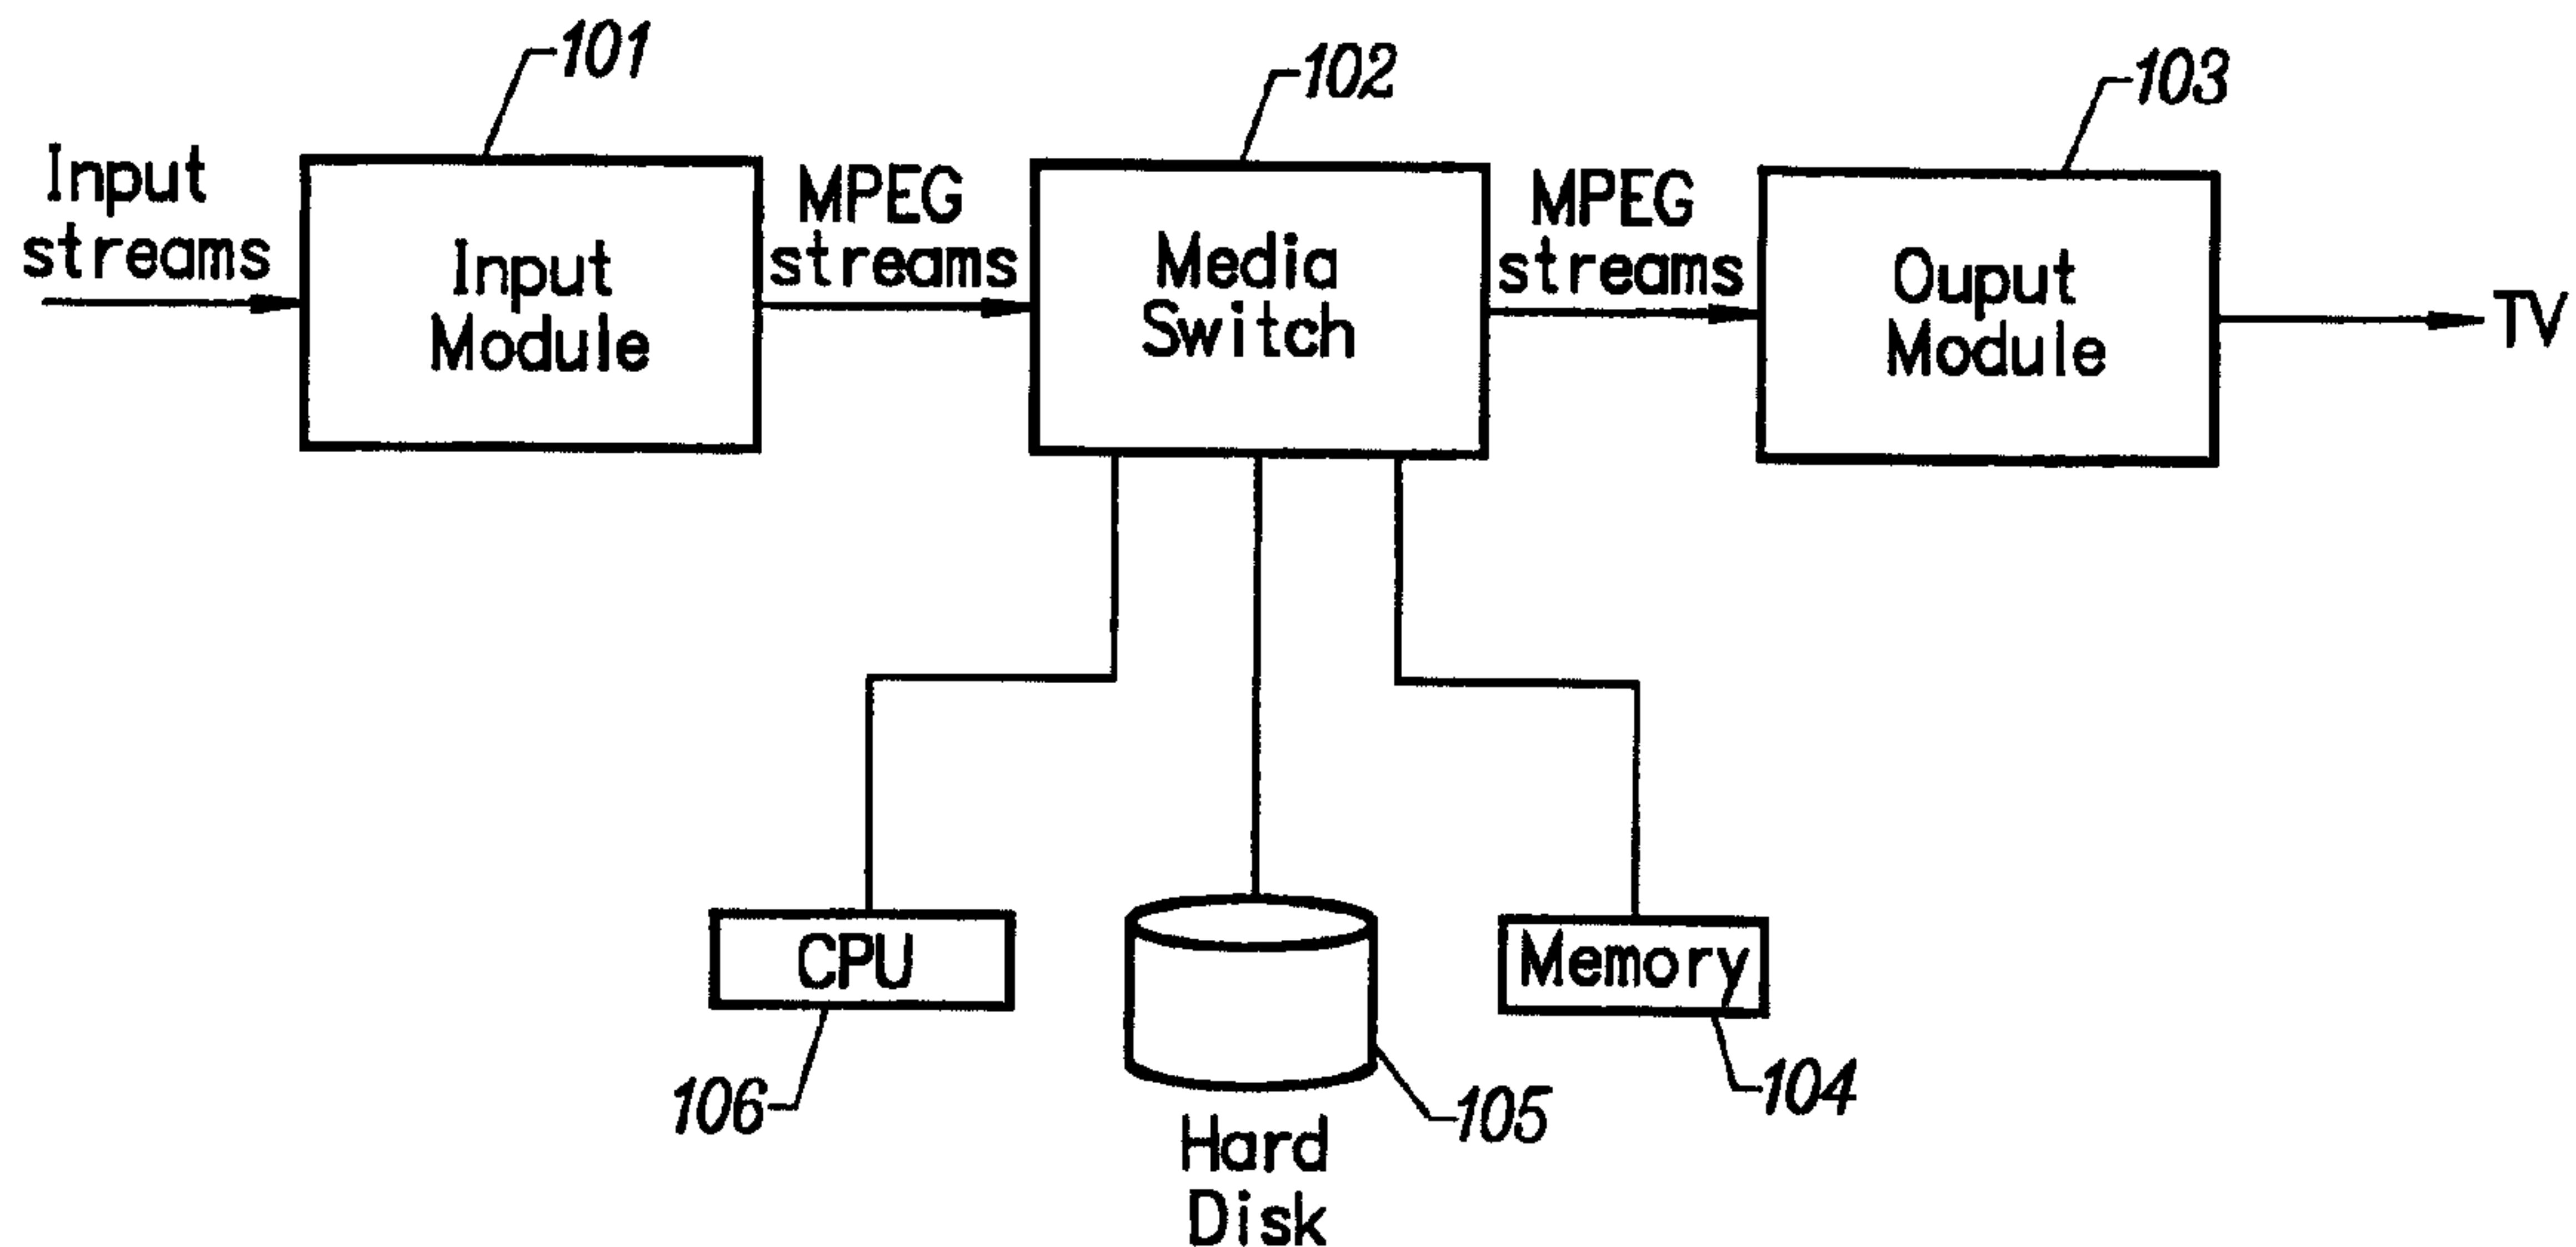 101
102
103
Input
streams
Input
Module
MPEG
streams
Media
Switch
MPEG
streams
Ouput
Module
TV
CPU
Memory
106
105
104
Hard
Disk